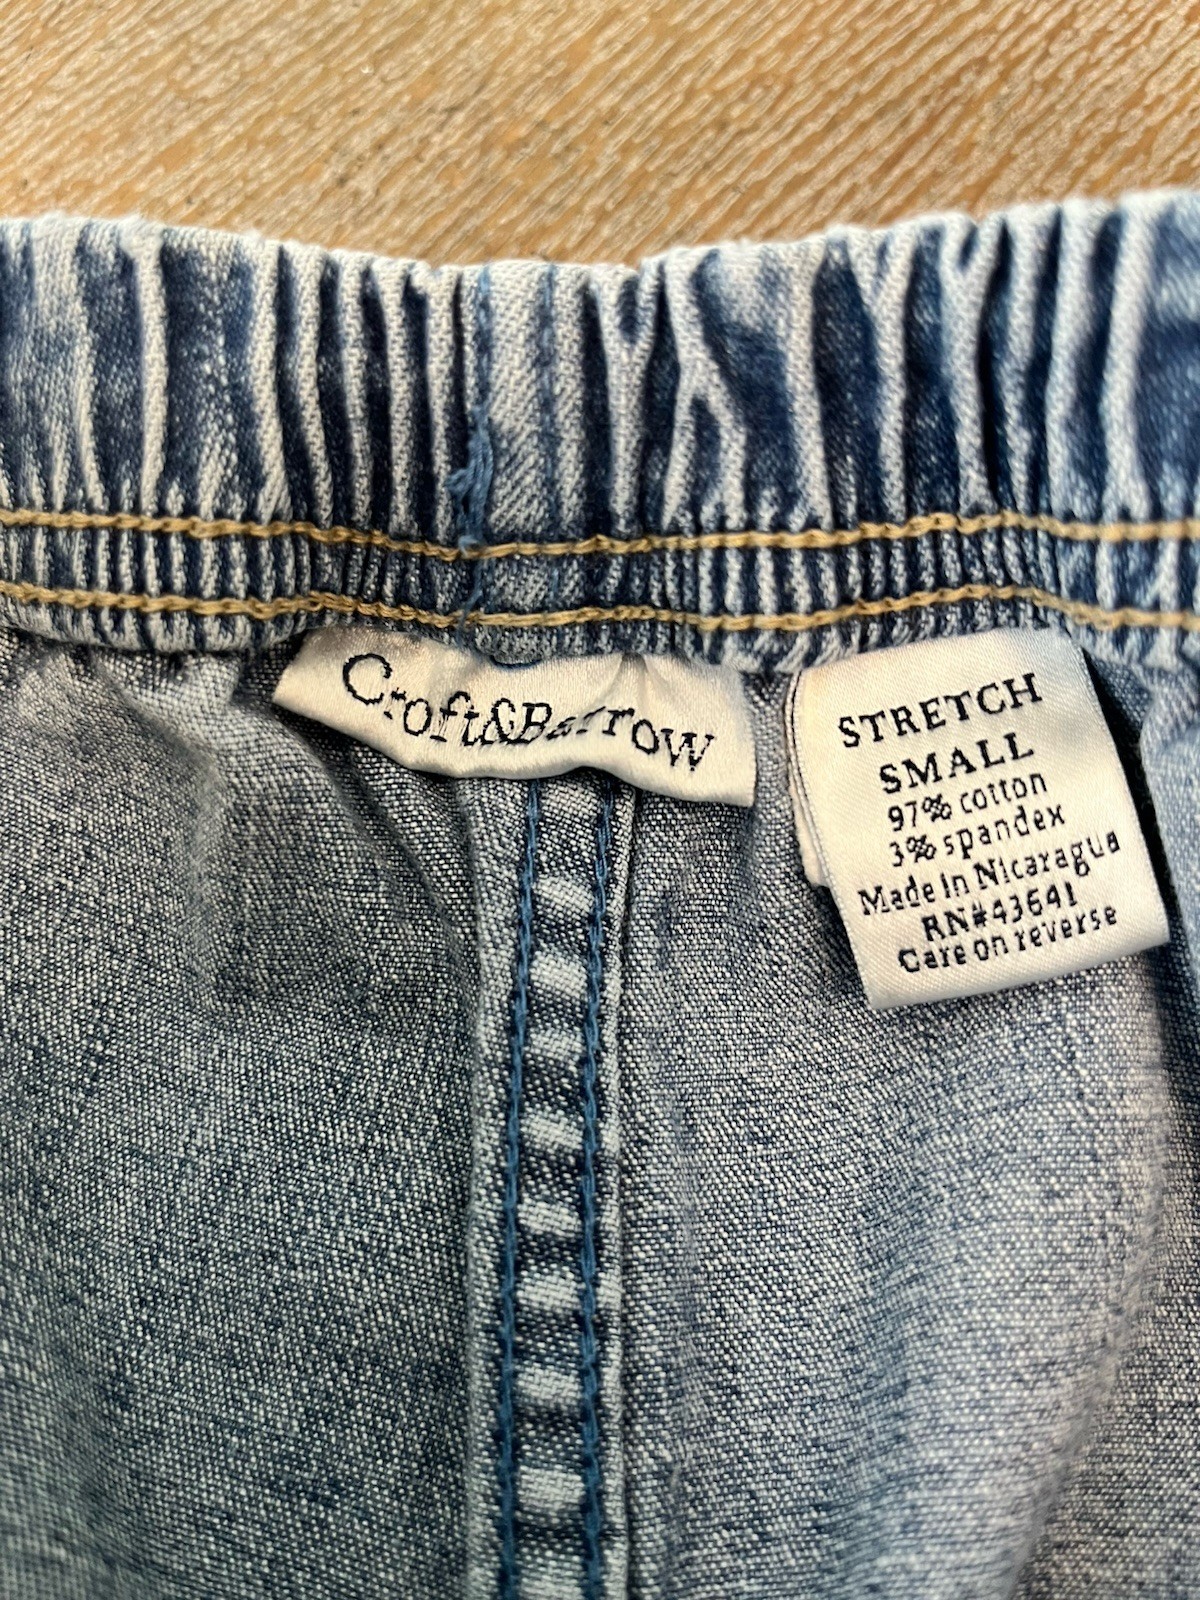 Croft&Barrow
STRETCH
SMALL
97% cotton
3% spandex
Made in Nicaragua
RN#43641
Care on reverse